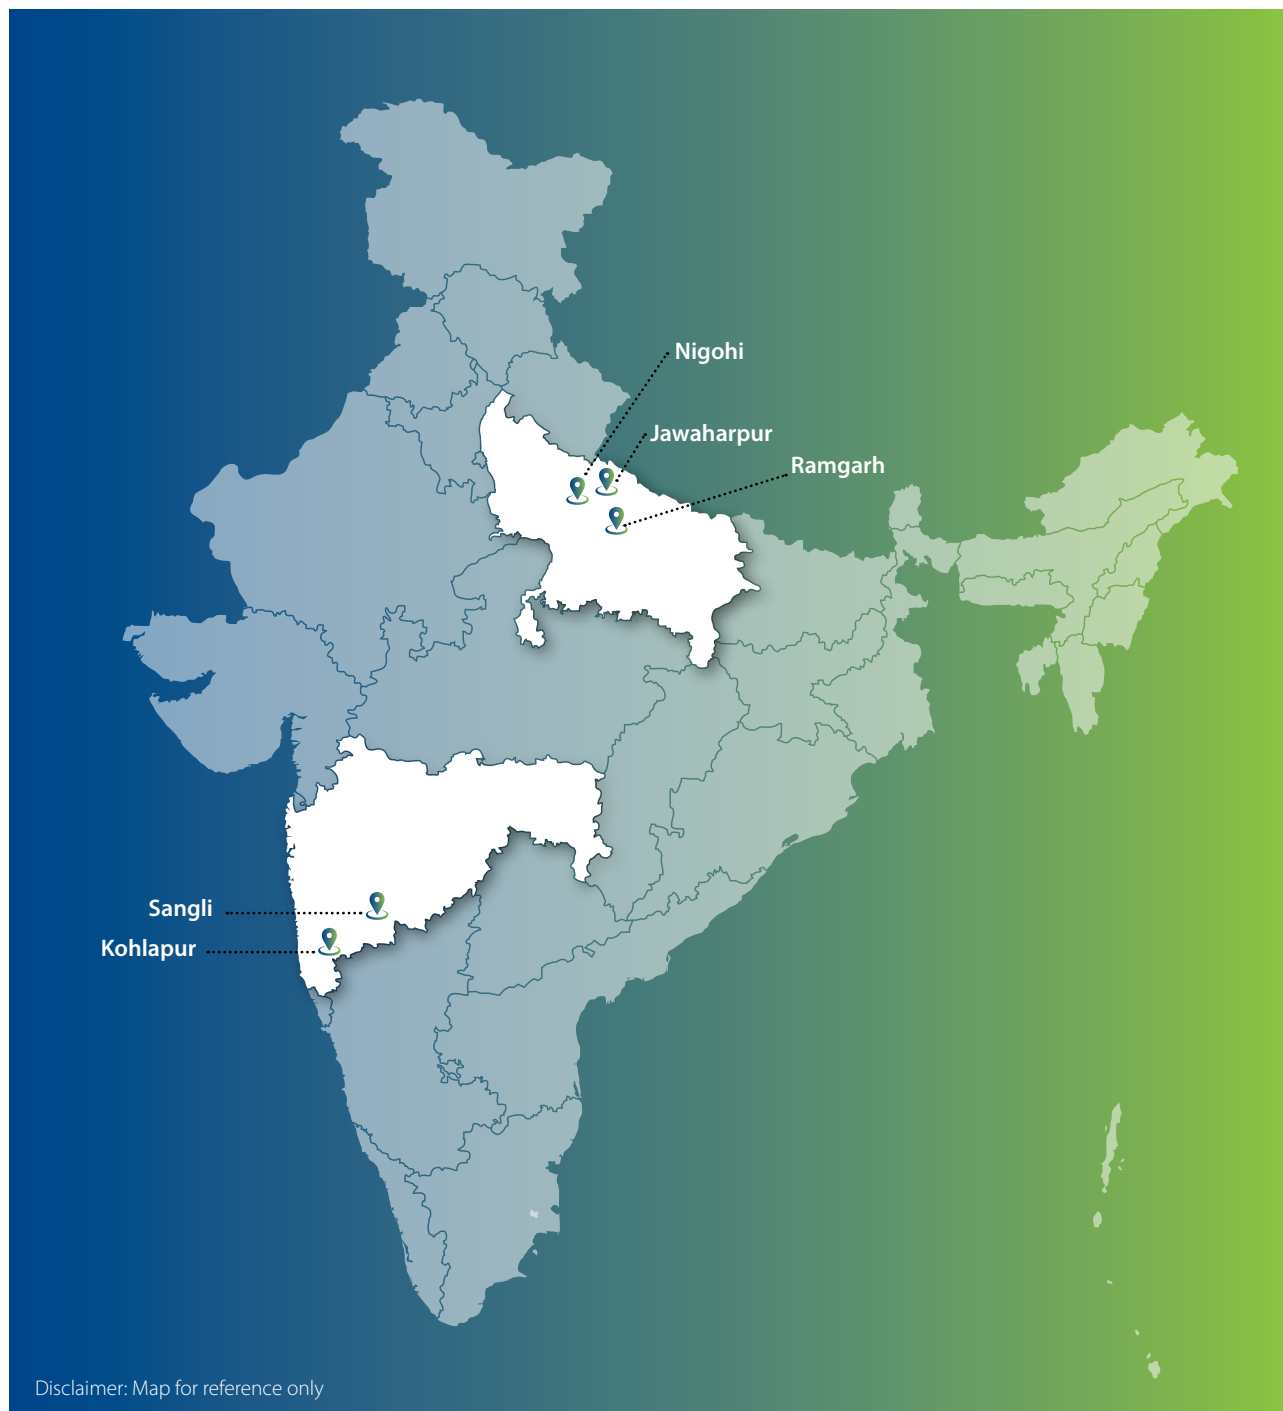 Nigohi
Jawaharpur
Ramgarh
Sangli
Kohlapur
Disclaimer: Map for reference only